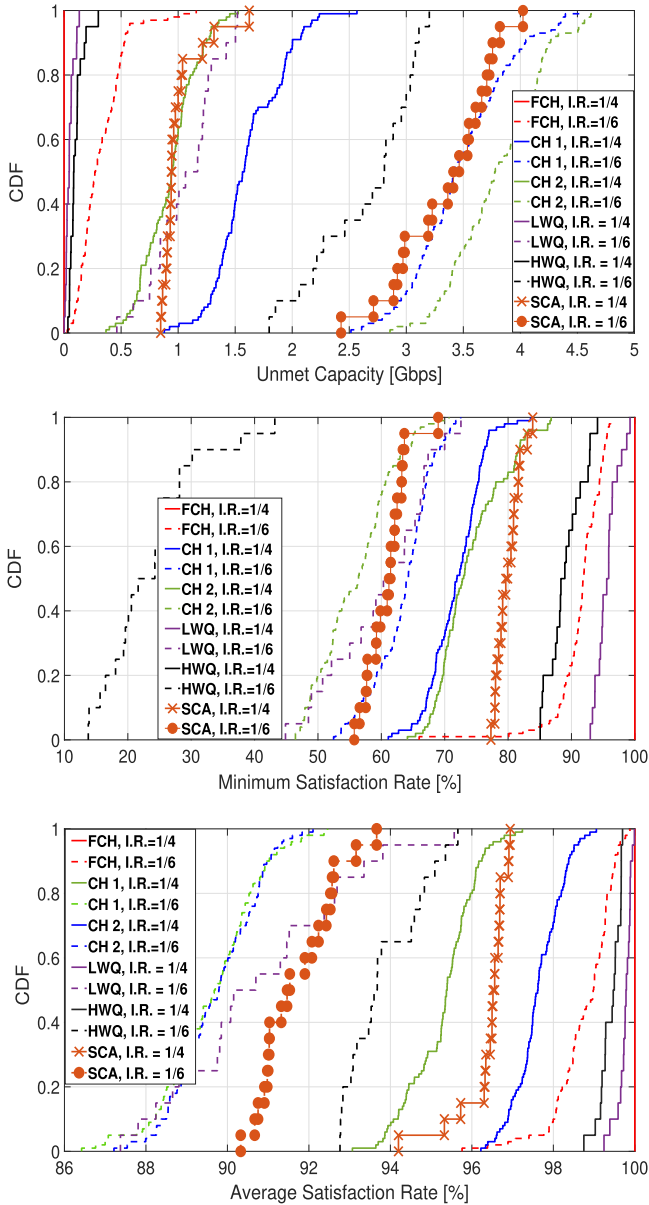 1
0.8
0.6
0.4
0.2
0
CDF
0 0.5 1 1.5 2 2.5 3 3.5 4 4.5 5
Unmet Capacity [Gbps]
FCH, I.R.=1/4
FCH, I.R.=1/6
CH 1, I.R.=1/4
CH 1, I.R.=1/6
CH 2, I.R.=1/4
CH 2, I.R.=1/6
LWQ, I.R. = 1/4
LWQ, I.R. = 1/6
HWQ, I.R. = 1/4
HWQ, I.R. = 1/6
SCA, I.R. = 1/4
SCA, I.R. = 1/6
1
0.8
0.6
0.4
0.2
0
CDF
10 20 30 40 50 60 70 80 90 100
Minimum Satisfaction Rate [%]
FCH, I.R.=1/4
FCH, I.R.=1/6
CH 1, I.R.=1/4
CH 1, I.R.=1/6
CH 2, I.R.=1/4
CH 2, I.R.=1/6
LWQ, I.R.=1/4
LWQ, I.R.=1/6
HWQ, I.R.=1/4
HWQ, I.R.=1/6
SCA, I.R.=1/4
SCA, I.R.=1/6
1
0.8
0.6
0.4
0.2
0
CDF
86 88 90 92 94 96 98 100
Average Satisfaction Rate [%]
FCH, I.R.=1/4
FCH, I.R.=1/6
CH 1, I.R.=1/4
CH 1, I.R.=1/6
CH 2, I.R.=1/4
CH 2, I.R.=1/6
LWQ, I.R. = 1/4
LWQ, I.R. = 1/6
HWQ, I.R. = 1/4
HWQ, I.R. = 1/6
SCA, I.R. = 1/4
SCA, I.R. = 1/6